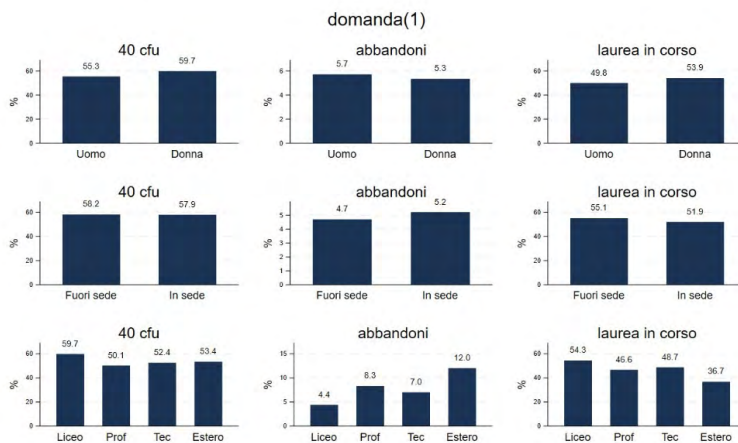 domanda(1)
40 cfu
abbandoni
laurea in corso
%
60
40
20
0
55.3
59.7
Uomo
Donna
%
6
4
2
0
5.7
5.3
Uomo
Donna
%
60
40
20
0
49.8
53.9
Uomo
Donna
40 cfu
abbandoni
laurea in corso
%
60
40
20
0
58.2
57.9
Fuori sede
In sede
%
5
4
3
2
1
0
4.7
5.2
Fuori sede
In sede
%
60
40
20
0
55.1
51.9
Fuori sede
In sede
40 cfu
abbandoni
laurea in corso
%
60
40
20
0
59.7
50.1
52.4
53.4
Liceo
Prof
Tec
Estero
%
15
10
5
0
4.4
8.3
7.0
12.0
Liceo
Prof
Tec
Estero
%
60
40
20
0
54.3
46.6
48.7
36.7
Liceo
Prof
Tec
Estero